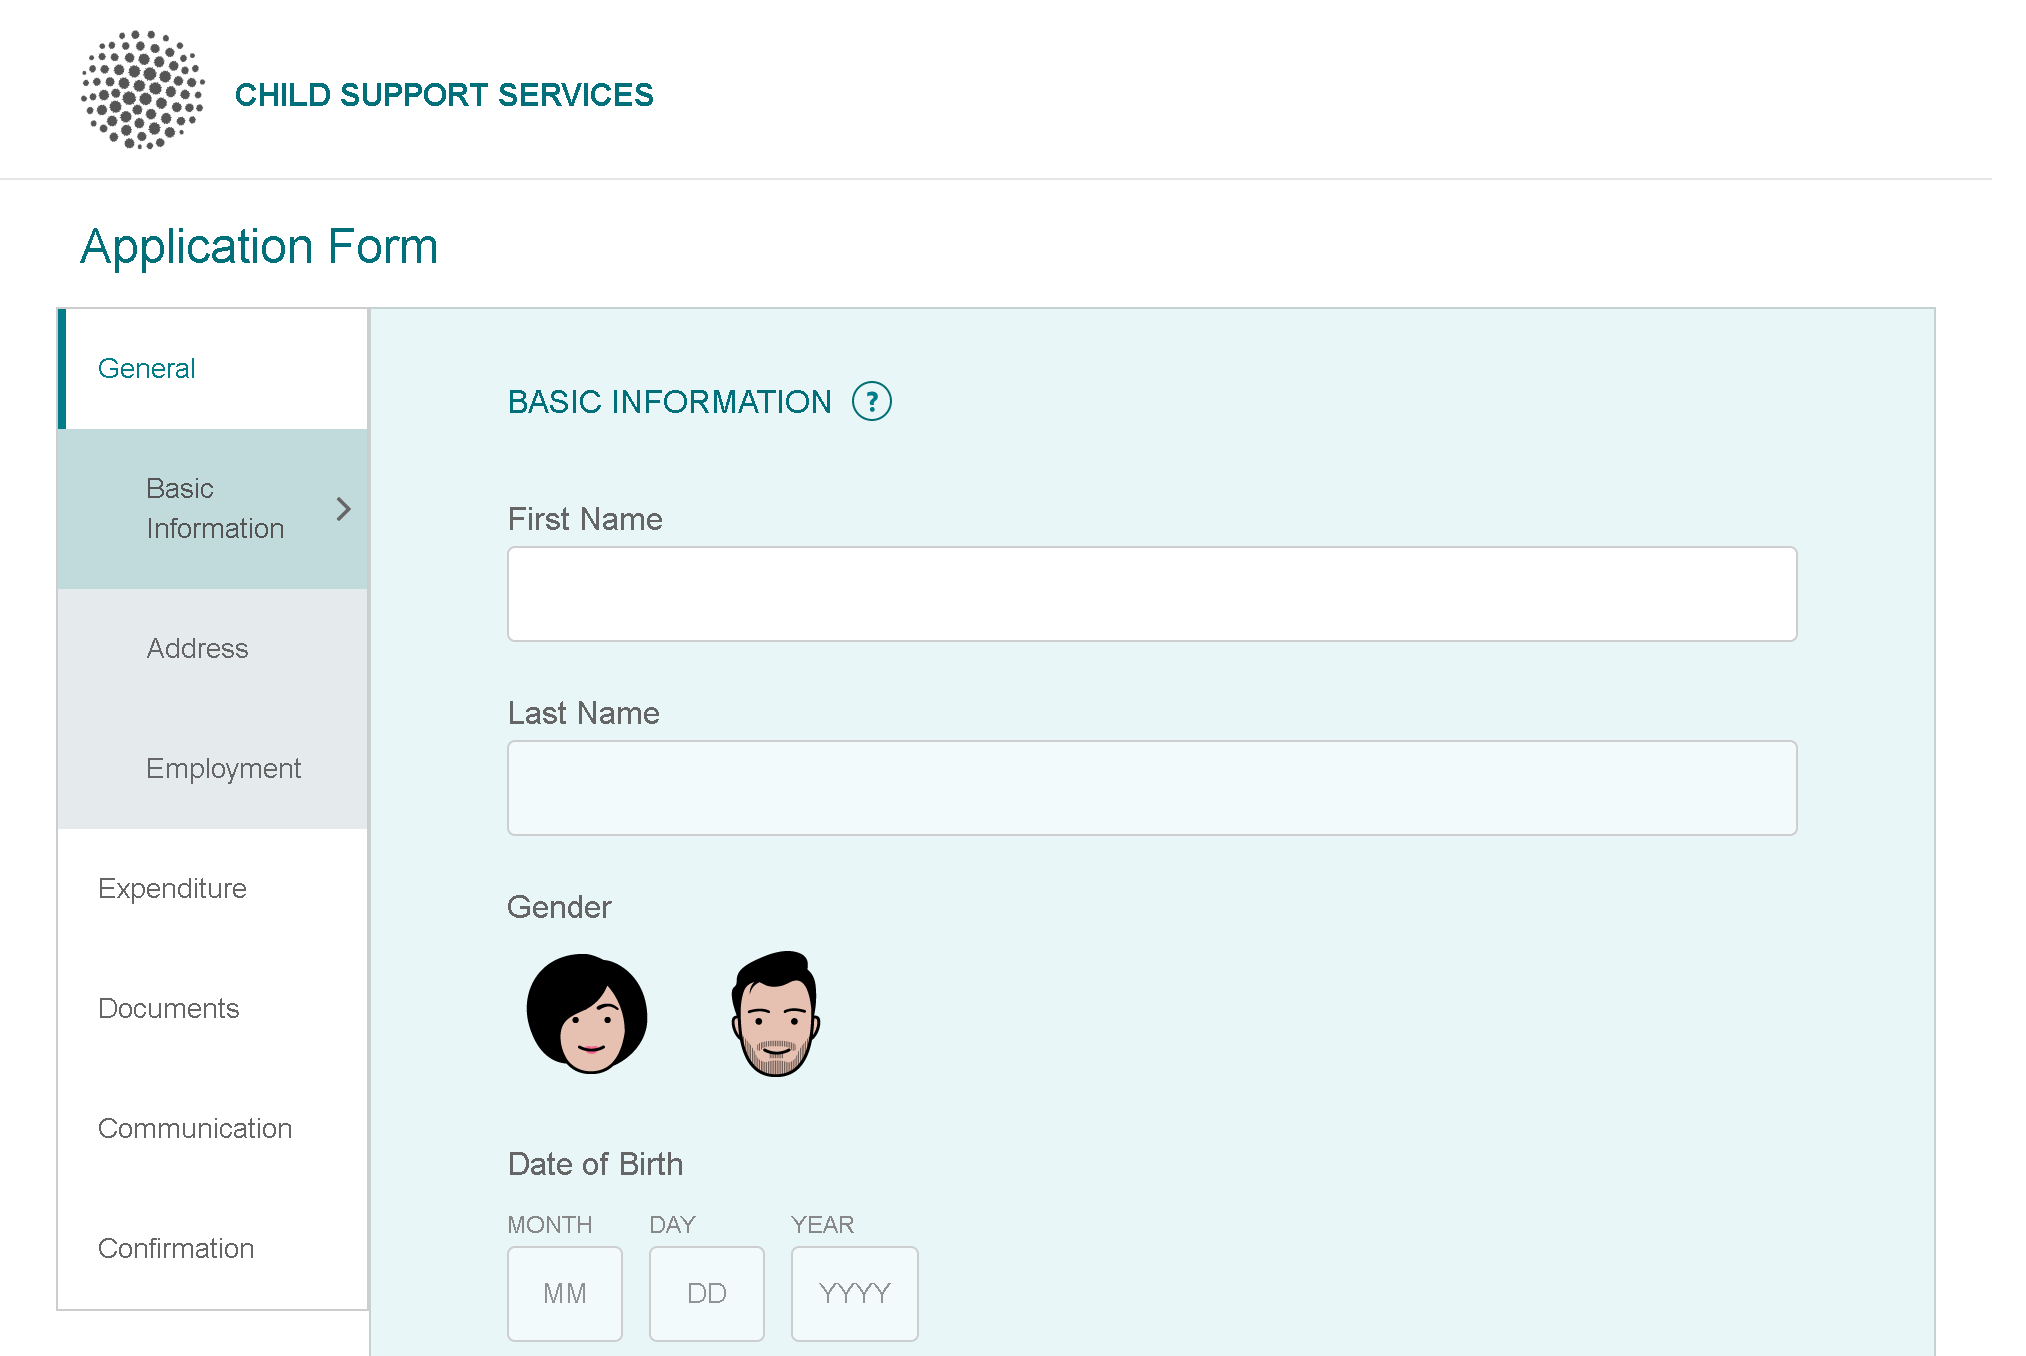 CHILD SUPPORT SERVICES
Application Form
General
Basic
Information
Address
Employment
Expenditure
Documents
Communication
Confirmation
BASIC INFORMATION ?
First Name
Last Name
Gender
Date of Birth
MONTH DAY YEAR
MM DD YYYY